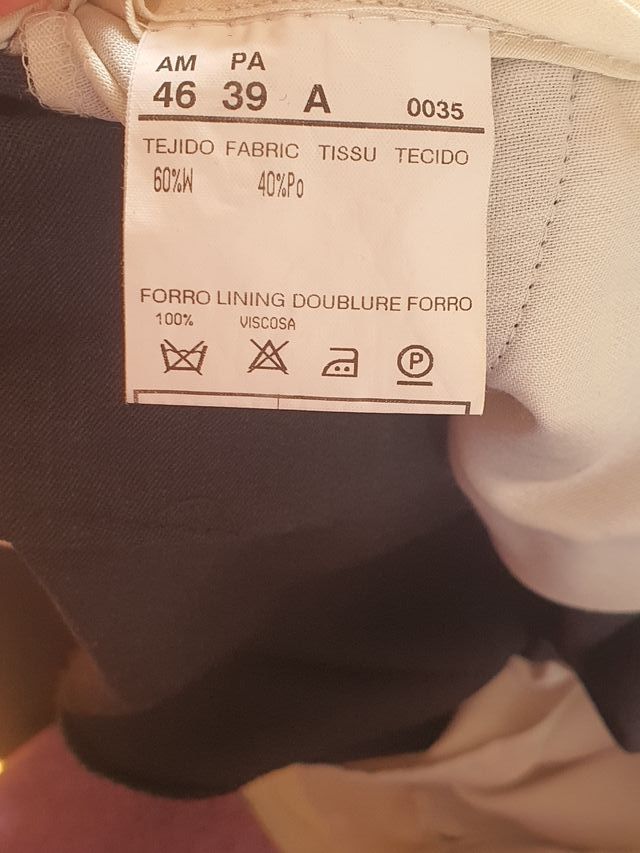 AM PA
46 39 A 0035
TEJIDO FABRIC TISSU TECIDO
60%W 40%Po
FORRO LINING DOUBLURE FORRO
100% VISCOSA
P